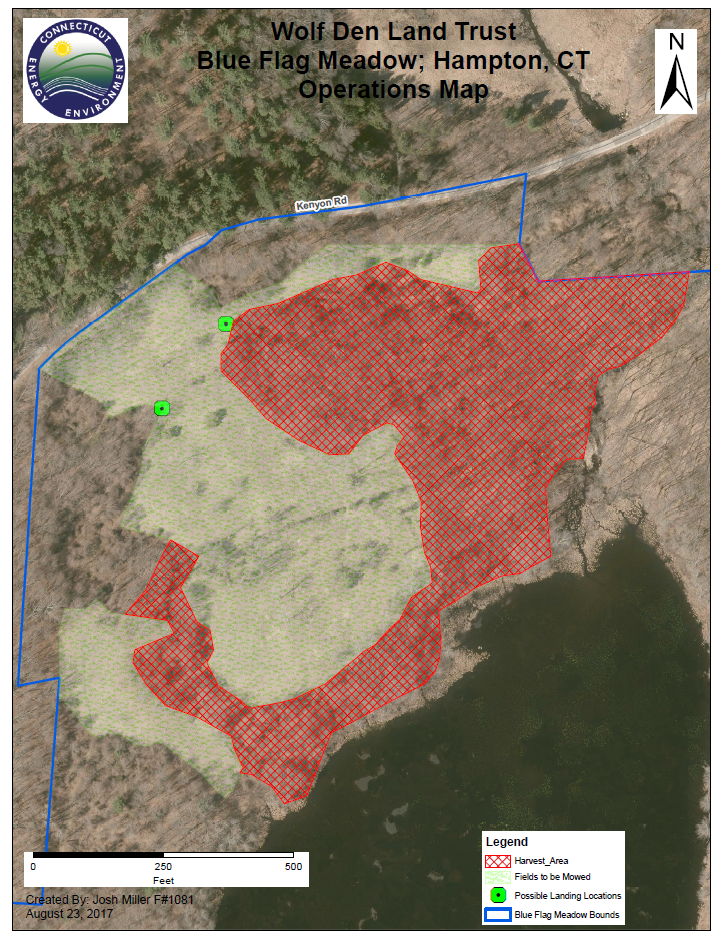 CONNECTICUT
ENERGY ENVIRONMENT
Wolf Den Land Trust
Blue Flag Meadow; Hampton, CT
Operations Map
N
Kenyon Rd
Legend
Harvest_Area
Fields to be Mowed
Possible Landing Locations
Blue Flag Meadow Bounds
0 250 500
Feet
Created By: Josh Miller F#1081
August 23, 2017